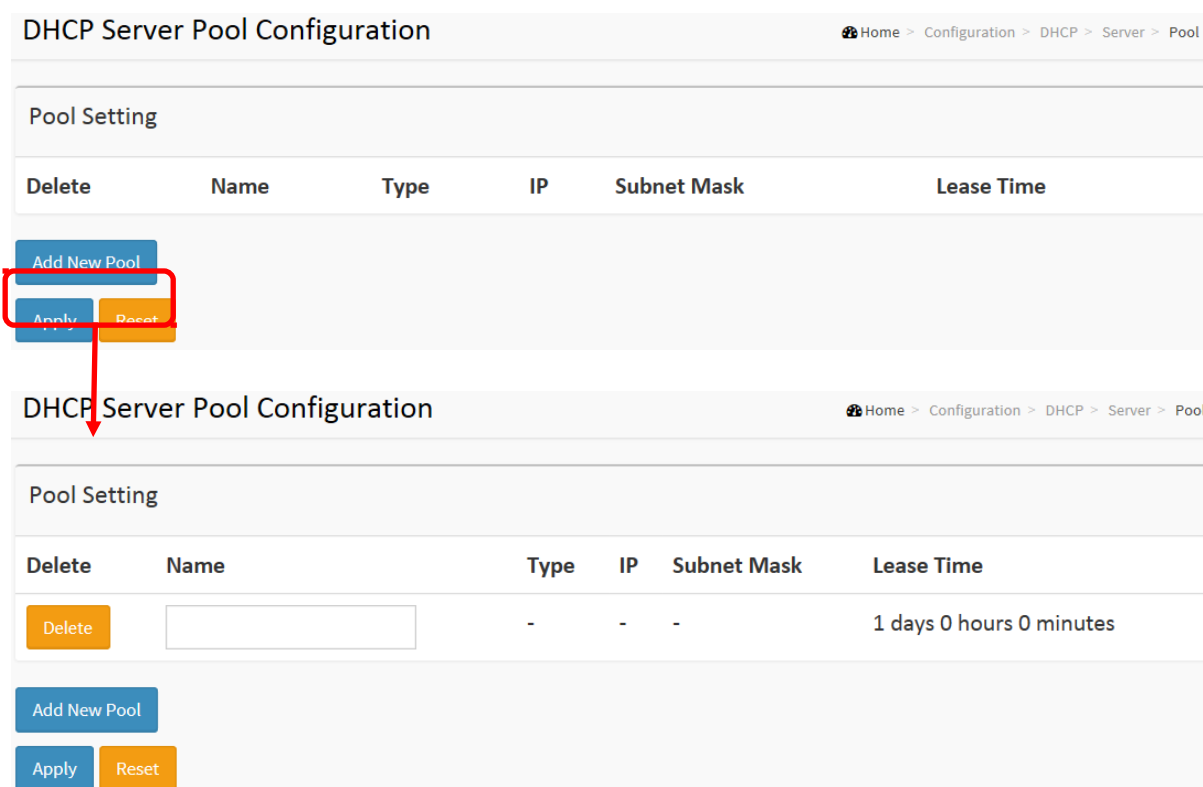 DHCP Server Pool Configuration
Home > Configuration > DHCP > Server > Pool
Pool Setting
Delete Name Type IP Subnet Mask Lease Time
Add New Pool
Apply Reset
DHCP Server Pool Configuration
Home > Configuration > DHCP > Server > Pool
Pool Setting
Delete Name Type IP Subnet Mask Lease Time
Delete - - - 1 days 0 hours 0 minutes
Add New Pool
Apply Reset